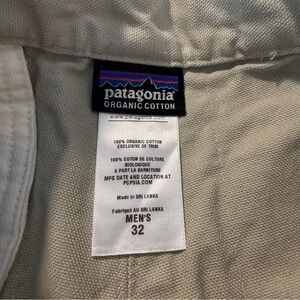 patagonia
ORGANIC COTTON
www.patagonia.com
100% ORGANIC COTTON
EXCLUSIVE OF TRIM
100% COTON DE CULTURE
BIOLOGIQUE
A PART LA GARNITURE
MFG DATE AND LOCATION AT
PCPSIA.COM
Made in SRI LANKA
Fabriqué AU SRI LANKA
MEN'S
32